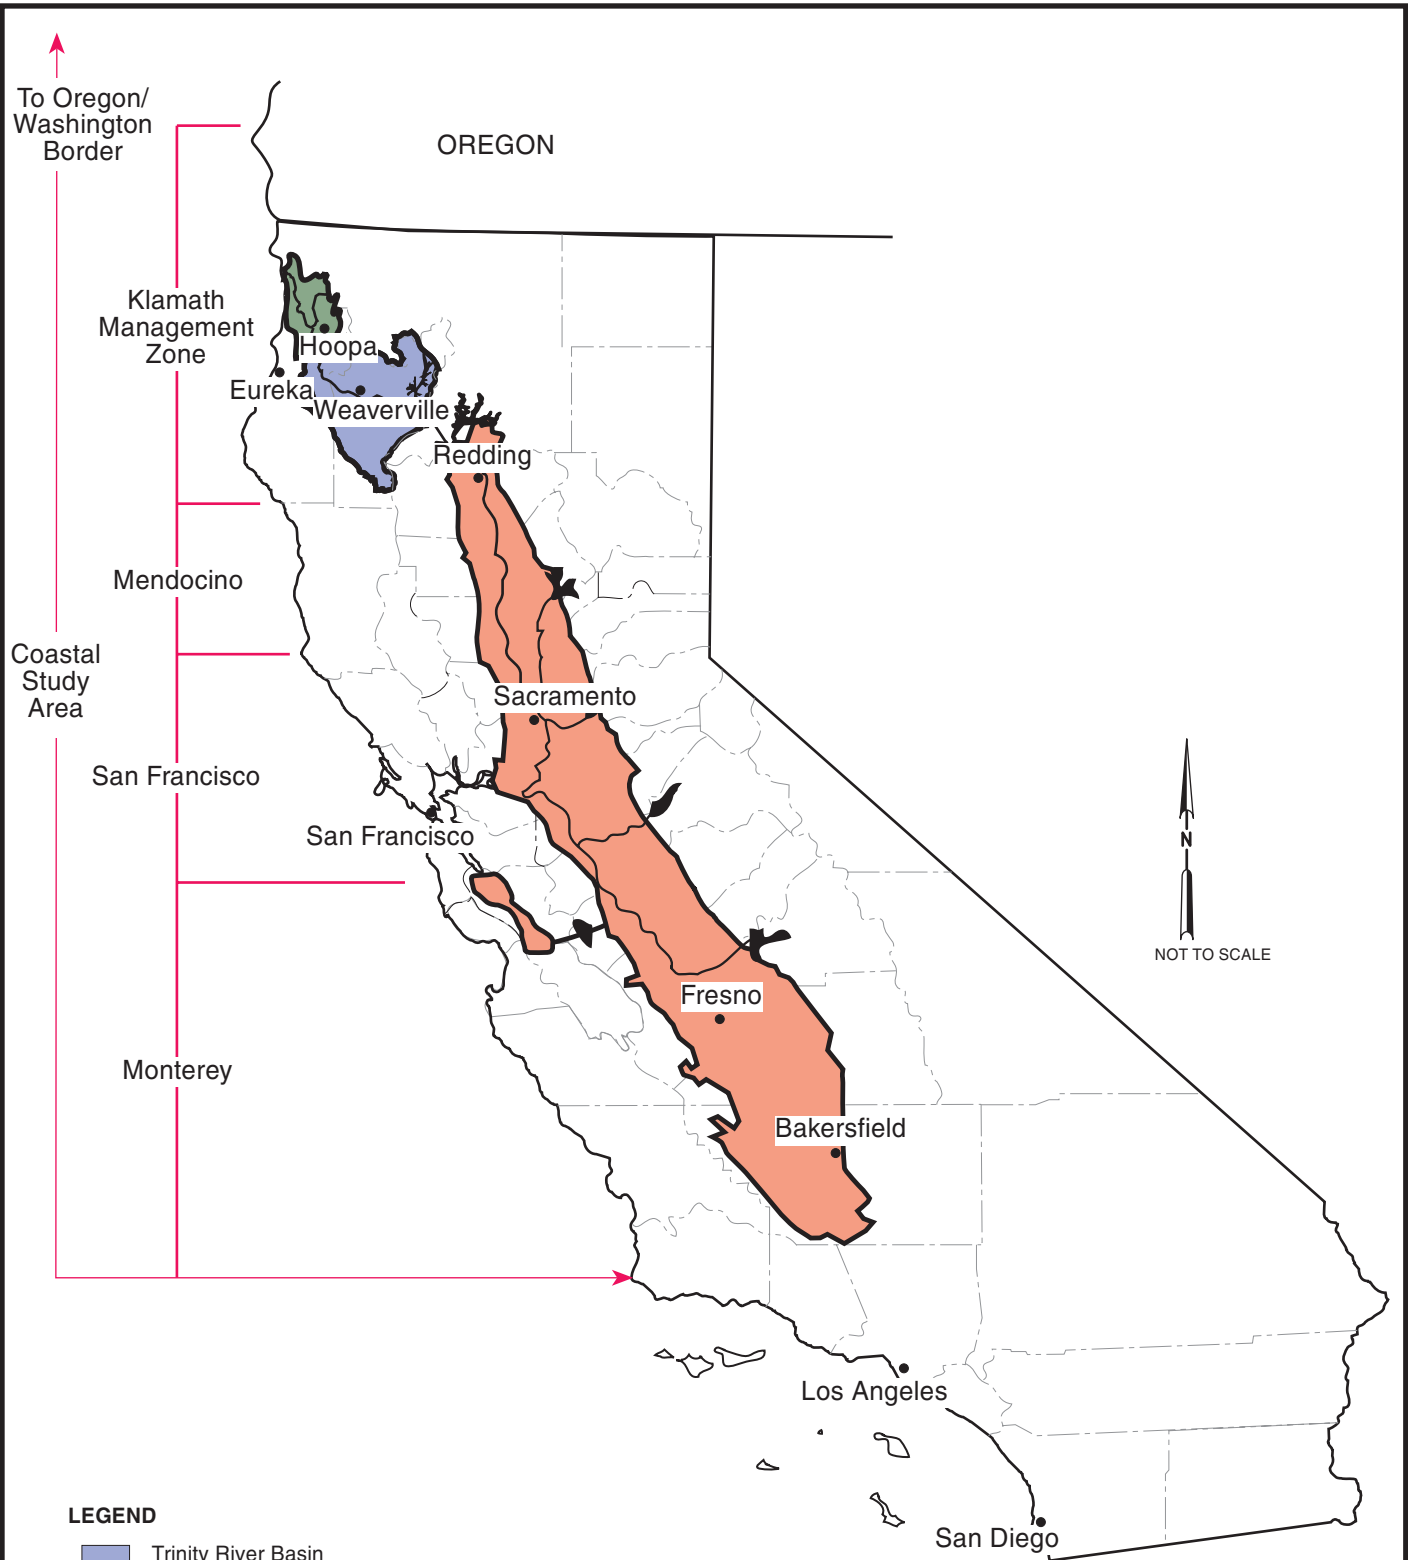 To Oregon/
Washington
Border
OREGON
Klamath
Management
Zone
Hoopa
Eureka
Weaverville
Redding
Mendocino
Coastal
Study
Area
Sacramento
San Francisco
San Francisco
N
NOT TO SCALE
Fresno
Monterey
Bakersfield
Los Angeles
LEGEND
San Diego
Trinity River Basin